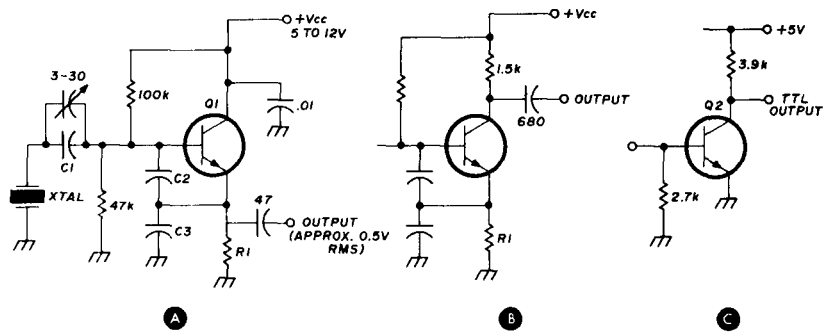 +Vcc
5 TO 12V
3-30
100k
Q1
.01
C1
C2
XTAL
47k
C3
47
OUTPUT
(APPROX. 0.5V
RMS)
R1
A
+Vcc
1.5k
OUTPUT
680
R1
B
+5V
3.9k
Q2
TTL
OUTPUT
2.7k
C